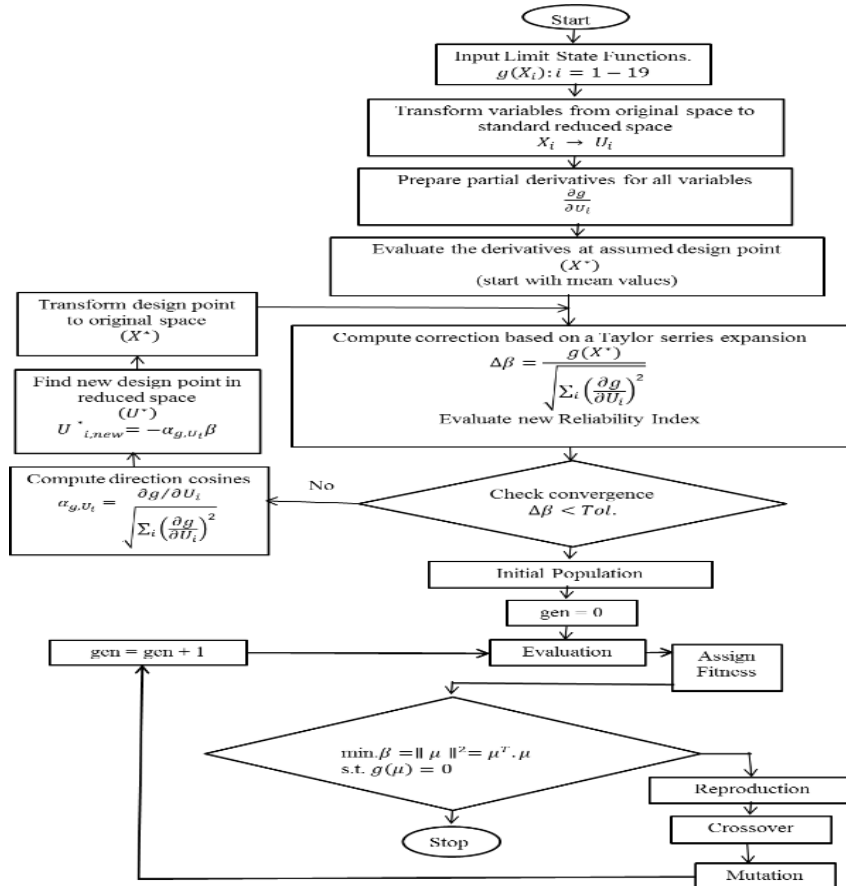 Start
Input Limit State Functions.
g(X_i): i = 1 − 19
Transform variables from original space to
standard reduced space
X_i → U_i
Prepare partial derivatives for all variables
∂g/∂U_i
Evaluate the derivatives at assumed design point
(X*)
(start with mean values)
Transform design point
to original space
(X*)
Compute correction based on a Taylor serries expansion
Δβ = g(X*) / √(Σ_i (∂g/∂U_i)^2)
Evaluate new Reliability Index
Find new design point in
reduced space
(U*)
U*_{i,new} = −α_{g,U_i}β
Compute direction cosines
α_{g,U_i} = ∂g/∂U_i / √(Σ_i (∂g/∂U_i)^2)
No
Check convergence
Δβ < Tol.
Initial Population
gen = 0
gen = gen + 1
Evaluation
Assign
Fitness
min.β =∥ μ ∥²= μ^T.μ
s.t. g(μ) = 0
Reproduction
Crossover
Stop
Mutation